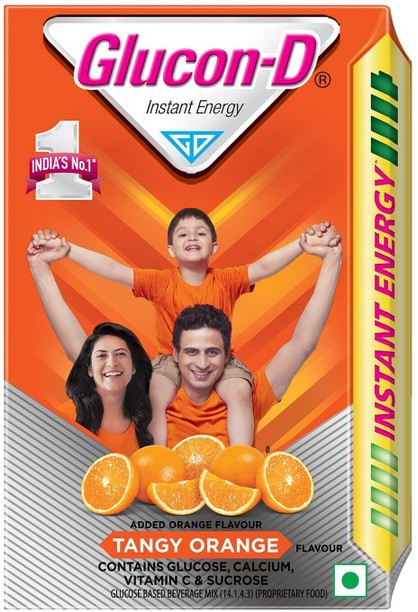 Glucon-D®
Instant Energy
GD
1
INDIA'S No.1*
INSTANT ENERGY^
8
ADDED ORANGE FLAVOUR
TANGY ORANGE FLAVOUR
CONTAINS GLUCOSE, CALCIUM,
VITAMIN C & SUCROSE
GLUCOSE BASED BEVERAGE MIX (14.1.4.3) (PROPRIETARY FOOD)